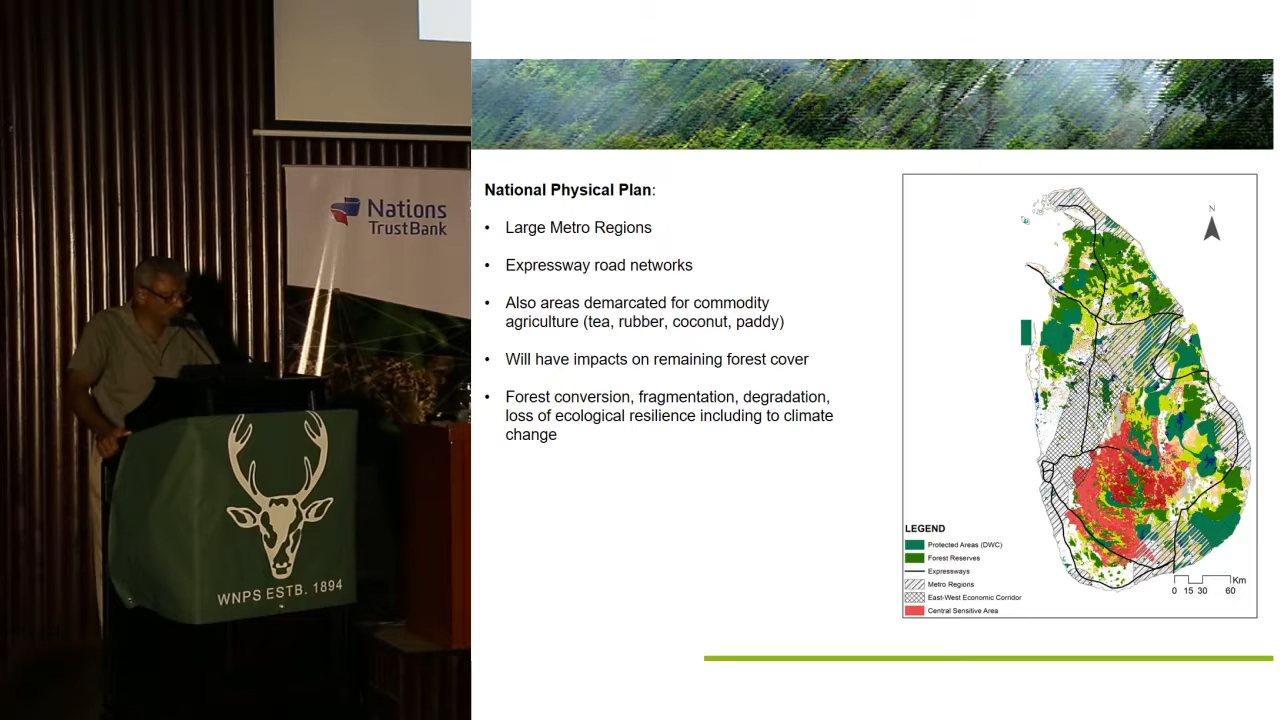 Nations
TrustBank
WNPS ESTB. 1894
National Physical Plan:
• Large Metro Regions
• Expressway road networks
• Also areas demarcated for commodity
agriculture (tea, rubber, coconut, paddy)
• Will have impacts on remaining forest cover
• Forest conversion, fragmentation, degradation,
loss of ecological resilience including to climate
change
N
LEGEND
Protected Areas (DWC)
Forest Reserves
Expressways
Metro Regions
East-West Economic Corridor
Central Sensitive Area
Km
0 15 30 60